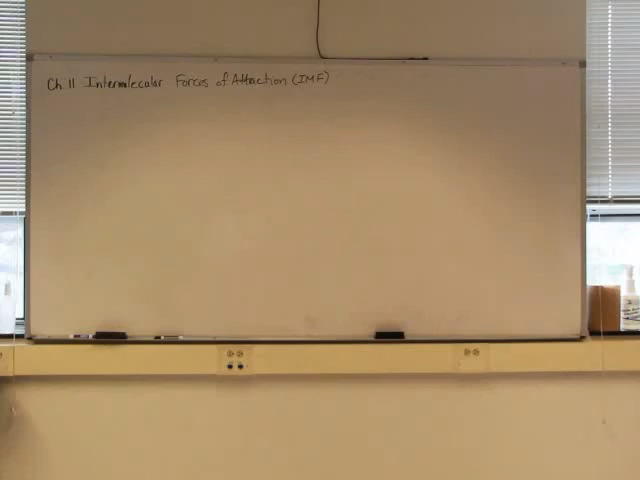 Ch. 11 Intermolecular Forces of Attraction (IMF)